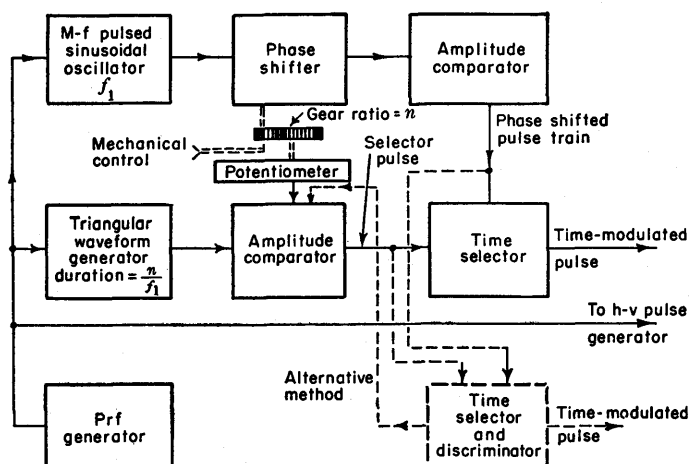 M-f pulsed
sinusoidal
oscillator
f₁
Phase
shifter
Amplitude
comparator
Gear ratio = n
Mechanical
control
Selector
pulse
Phase shifted
pulse train
Potentiometer
Triangular
waveform
generator
duration = n/f₁
Amplitude
comparator
Time
selector
Time-modulated
pulse
To h-v pulse
generator
Alternative
method
Prf
generator
Time
selector
and
discriminator
Time-modulated
pulse